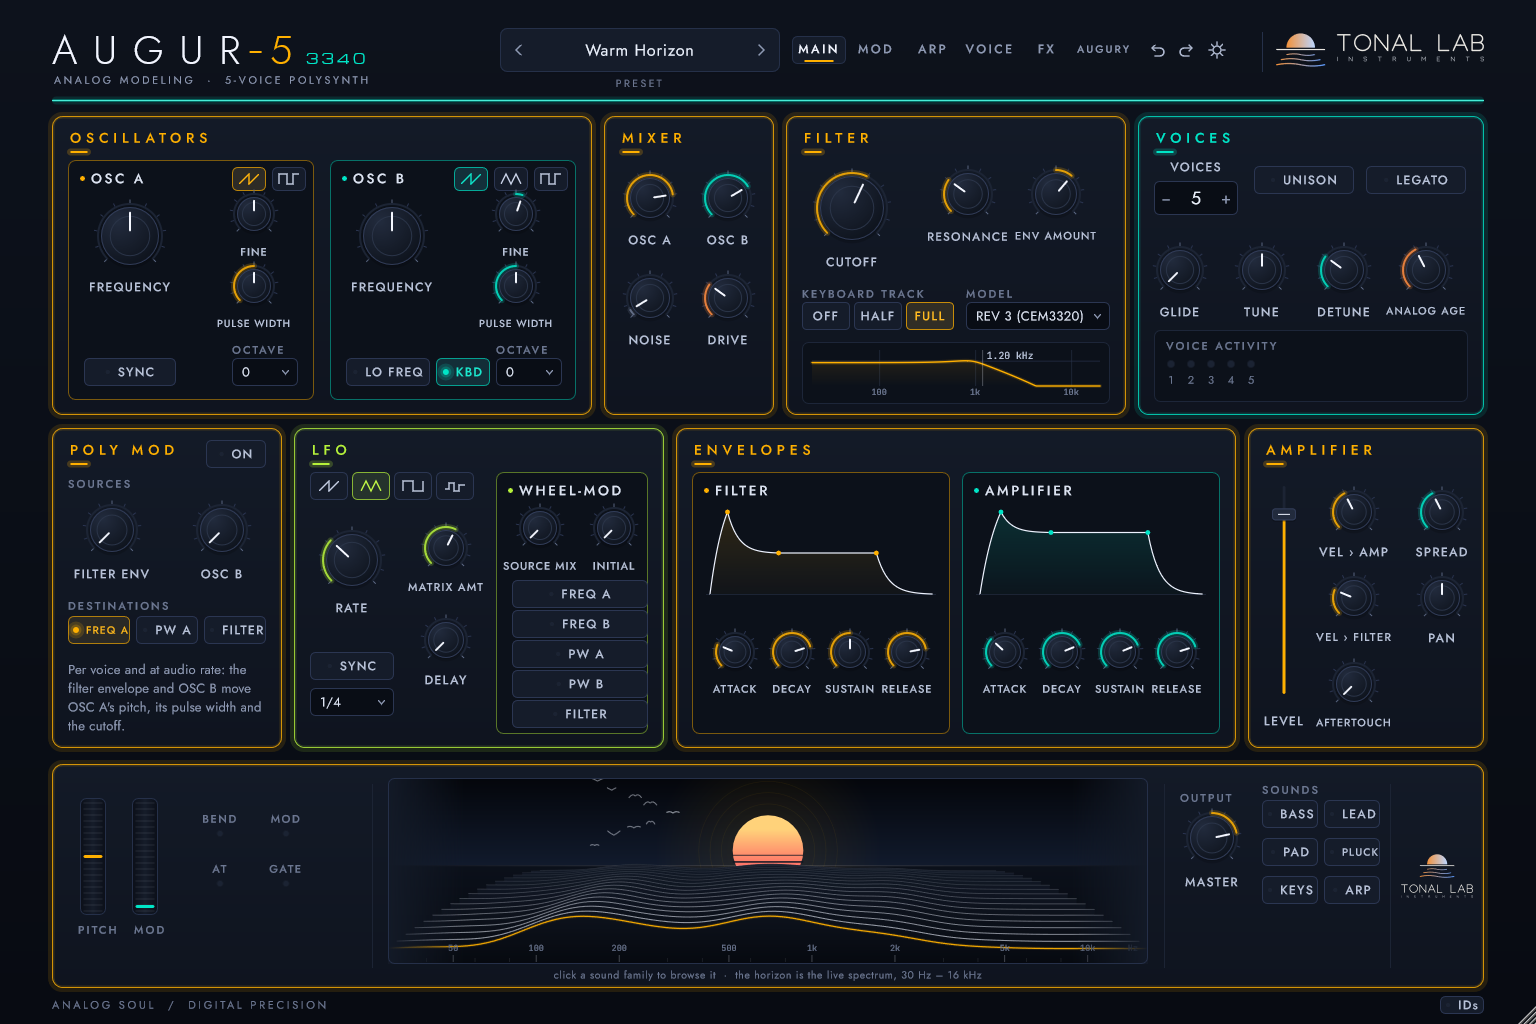 AUGUR-5 3340
ANALOG MODELING · 5-VOICE POLYSYNTH
Warm Horizon
PRESET
MAIN MOD ARP VOICE FX AUGURY
TONAL LAB
INSTRUMENTS
OSCILLATORS
OSC A
FINE
FREQUENCY
PULSE WIDTH
OCTAVE
SYNC
0
OSC B
FINE
FREQUENCY
PULSE WIDTH
OCTAVE
LO FREQ KBD 0
MIXER
OSC A OSC B
NOISE DRIVE
FILTER
CUTOFF
RESONANCE ENV AMOUNT
KEYBOARD TRACK MODEL
OFF HALF FULL REV 3 (CEM3320)
1.20 kHz
100 1k 10k
VOICES
VOICES
− 5 +
UNISON LEGATO
GLIDE TUNE DETUNE ANALOG AGE
VOICE ACTIVITY
1 2 3 4 5
POLY MOD ON
SOURCES
FILTER ENV OSC B
DESTINATIONS
FREQ A PW A FILTER
Per voice and at audio rate: the
filter envelope and OSC B move
OSC A's pitch, its pulse width and
the cutoff.
LFO
RATE
MATRIX AMT
SYNC
DELAY
1/4
WHEEL-MOD
SOURCE MIX INITIAL
FREQ A
FREQ B
PW A
PW B
FILTER
ENVELOPES
FILTER
ATTACK DECAY SUSTAIN RELEASE
AMPLIFIER
ATTACK DECAY SUSTAIN RELEASE
AMPLIFIER
VEL › AMP SPREAD
VEL › FILTER PAN
LEVEL AFTERTOUCH
BEND MOD
AT GATE
PITCH MOD
30 100 200 500 1k 2k 5k 10k
click a sound family to browse it · the horizon is the live spectrum, 30 Hz – 16 kHz
OUTPUT
MASTER
SOUNDS
BASS LEAD
PAD PLUCK
KEYS ARP
TONAL LAB
INSTRUMENTS
ANALOG SOUL / DIGITAL PRECISION
IDs